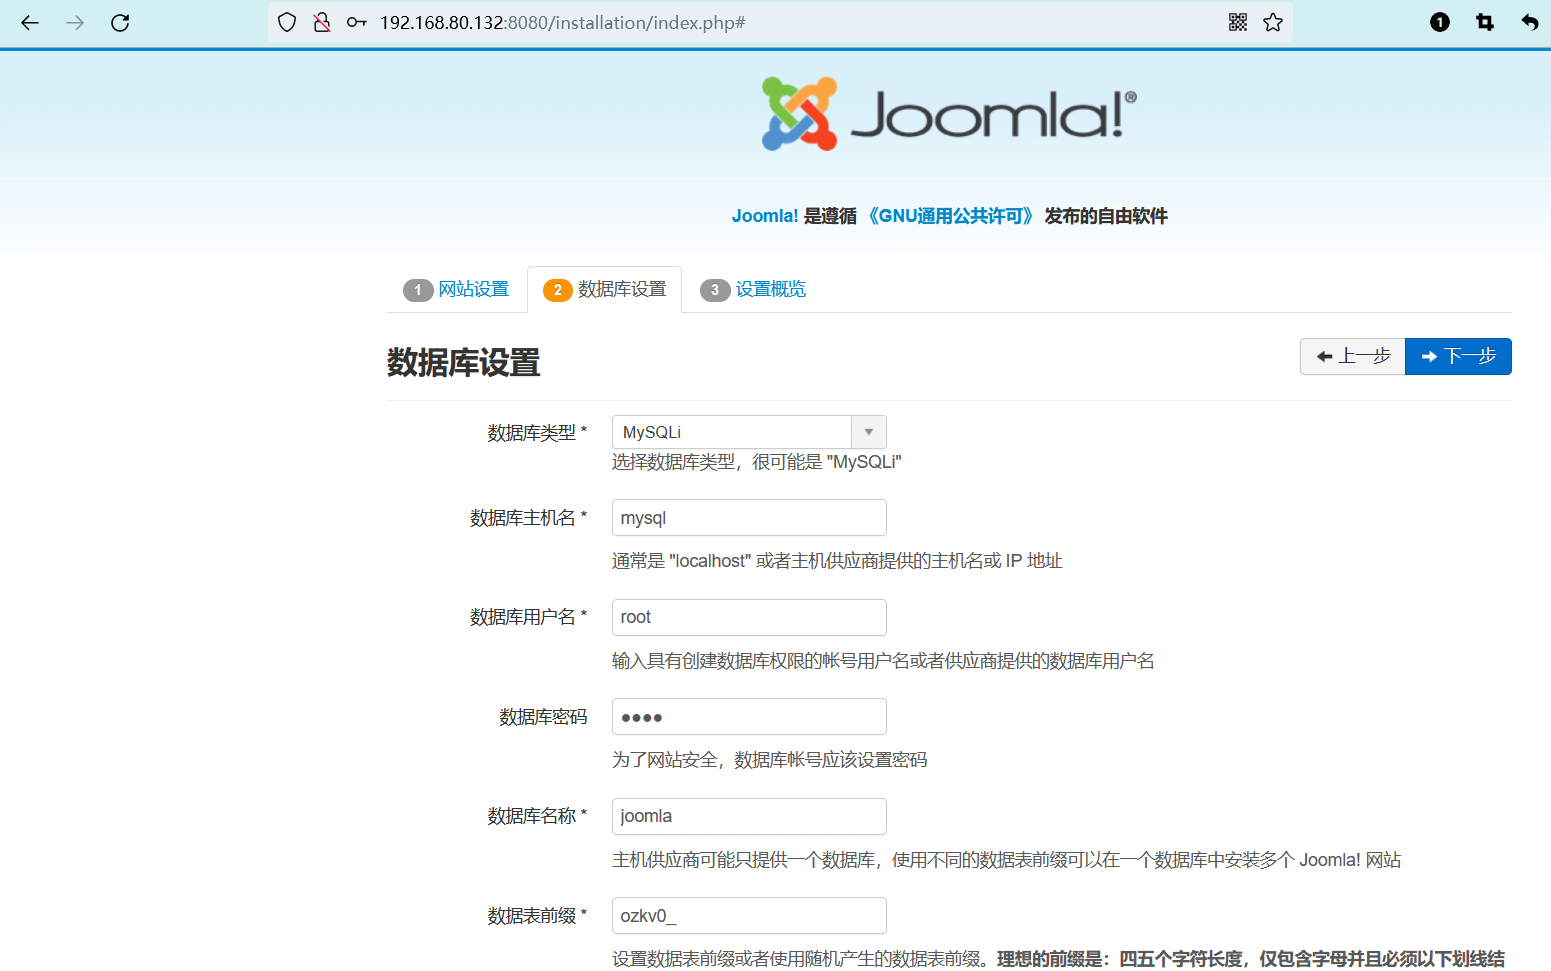 192.168.80.132:8080/installation/index.php#
1
Joomla!®
Joomla! 是遵循 《GNU通用公共许可》 发布的自由软件
1 网站设置 2 数据库设置 3 设置概览
数据库设置
上一步 下一步
数据库类型 * MySQLi
选择数据库类型，很可能是 "MySQLi"
数据库主机名 * mysql
通常是 "localhost" 或者主机供应商提供的主机名或 IP 地址
数据库用户名 * root
输入具有创建数据库权限的帐号用户名或者供应商提供的数据库用户名
数据库密码 ●●●●
为了网站安全，数据库帐号应该设置密码
数据库名称 * joomla
主机供应商可能只提供一个数据库，使用不同的数据表前缀可以在一个数据库中安装多个 Joomla! 网站
数据表前缀 * ozkv0_
设置数据表前缀或者使用随机产生的数据表前缀。理想的前缀是：四五个字符长度，仅包含字母并且必须以下划线结